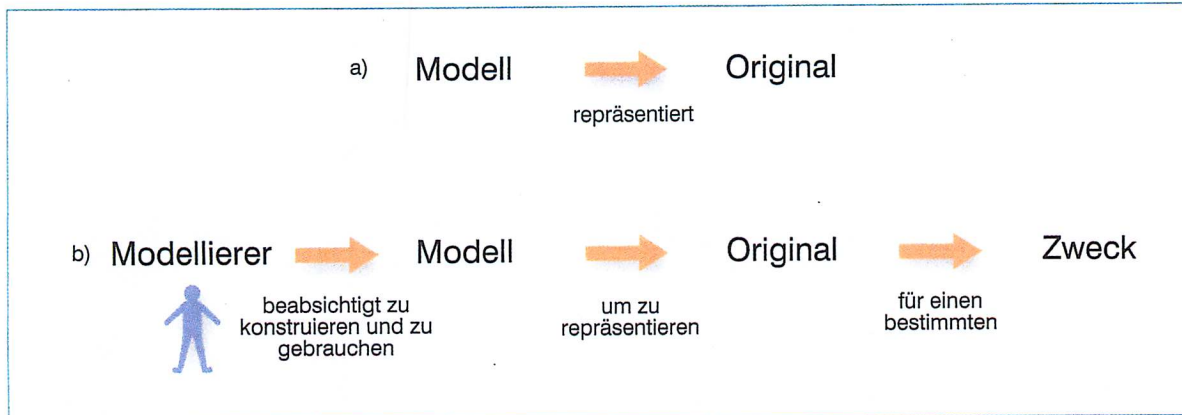 a) Modell Original
repräsentiert
b) Modellierer Modell Original Zweck
beabsichtigt zu
konstruieren und zu
gebrauchen
um zu
repräsentieren
für einen
bestimmten